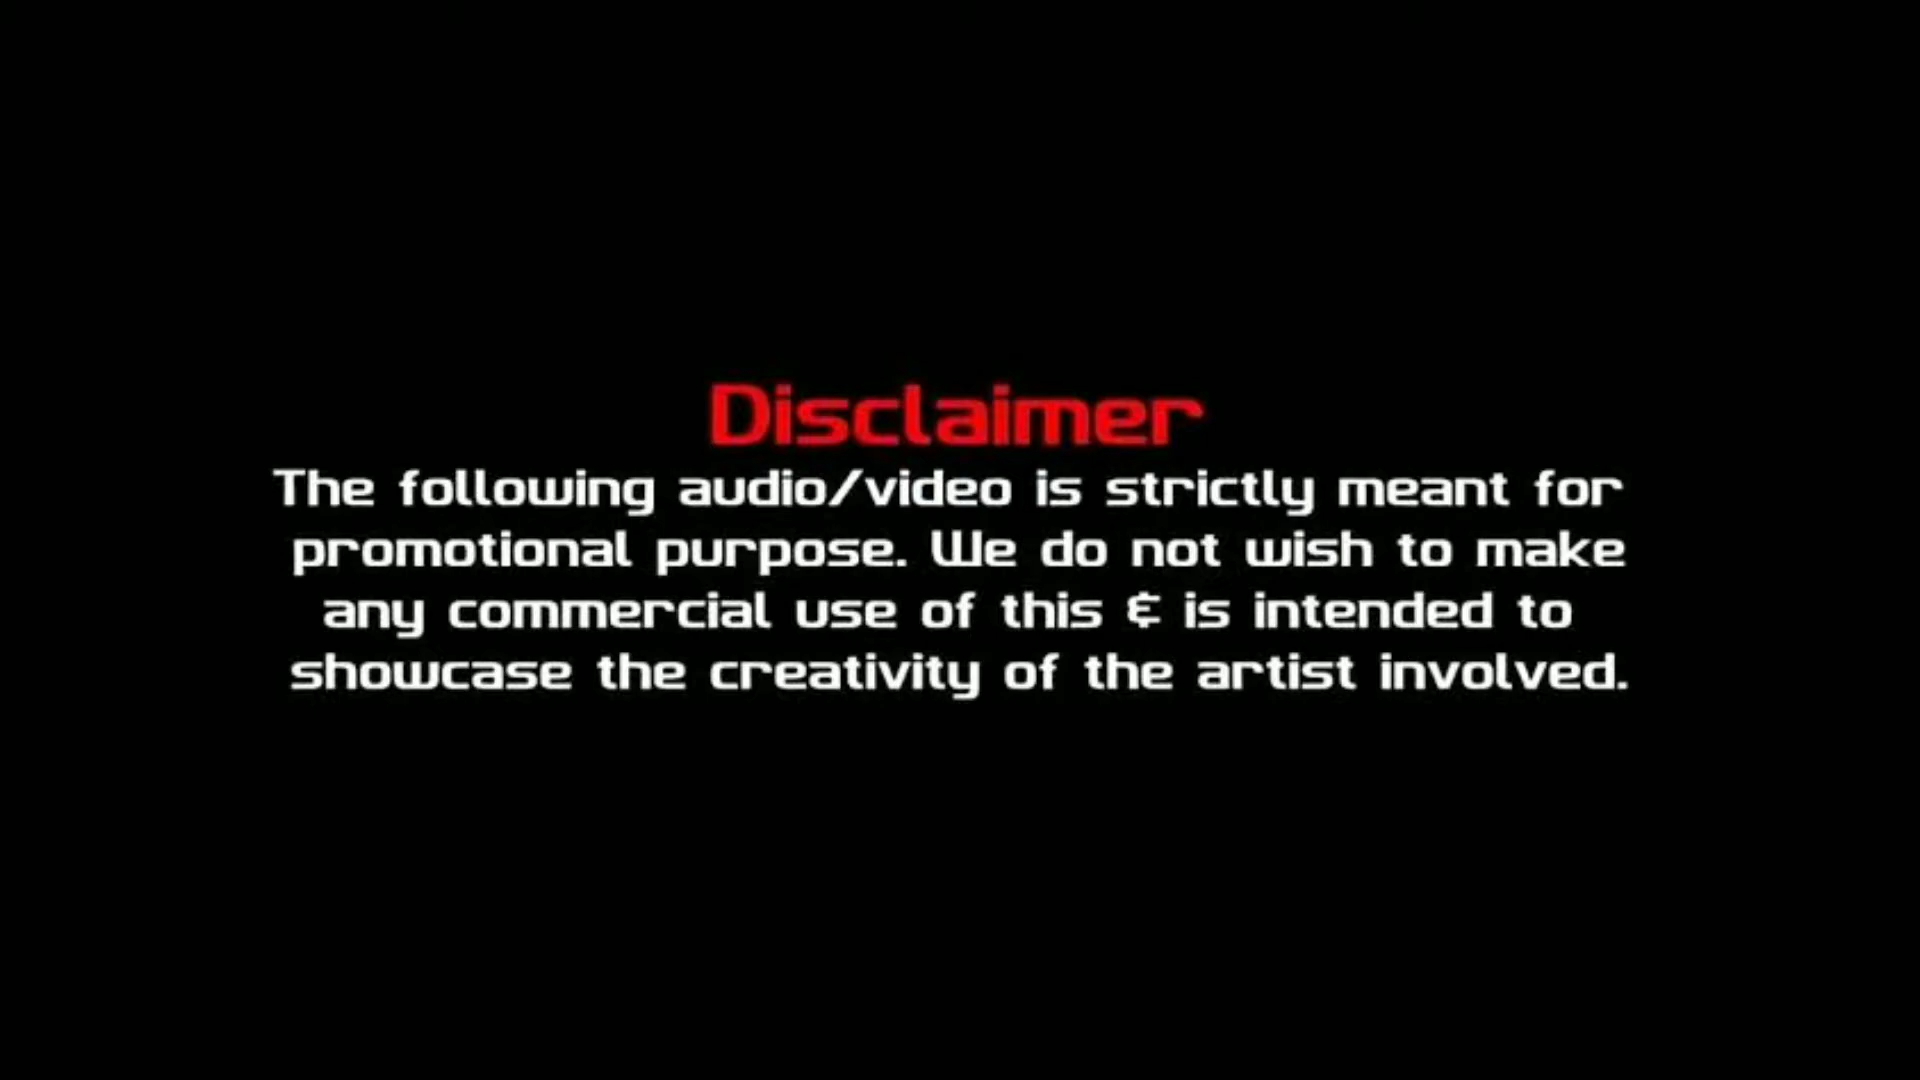 Disclaimer
The following audio/video is strictly meant for
promotional purpose. We do not wish to make
any commercial use of this & is intended to
showcase the creativity of the artist involved.